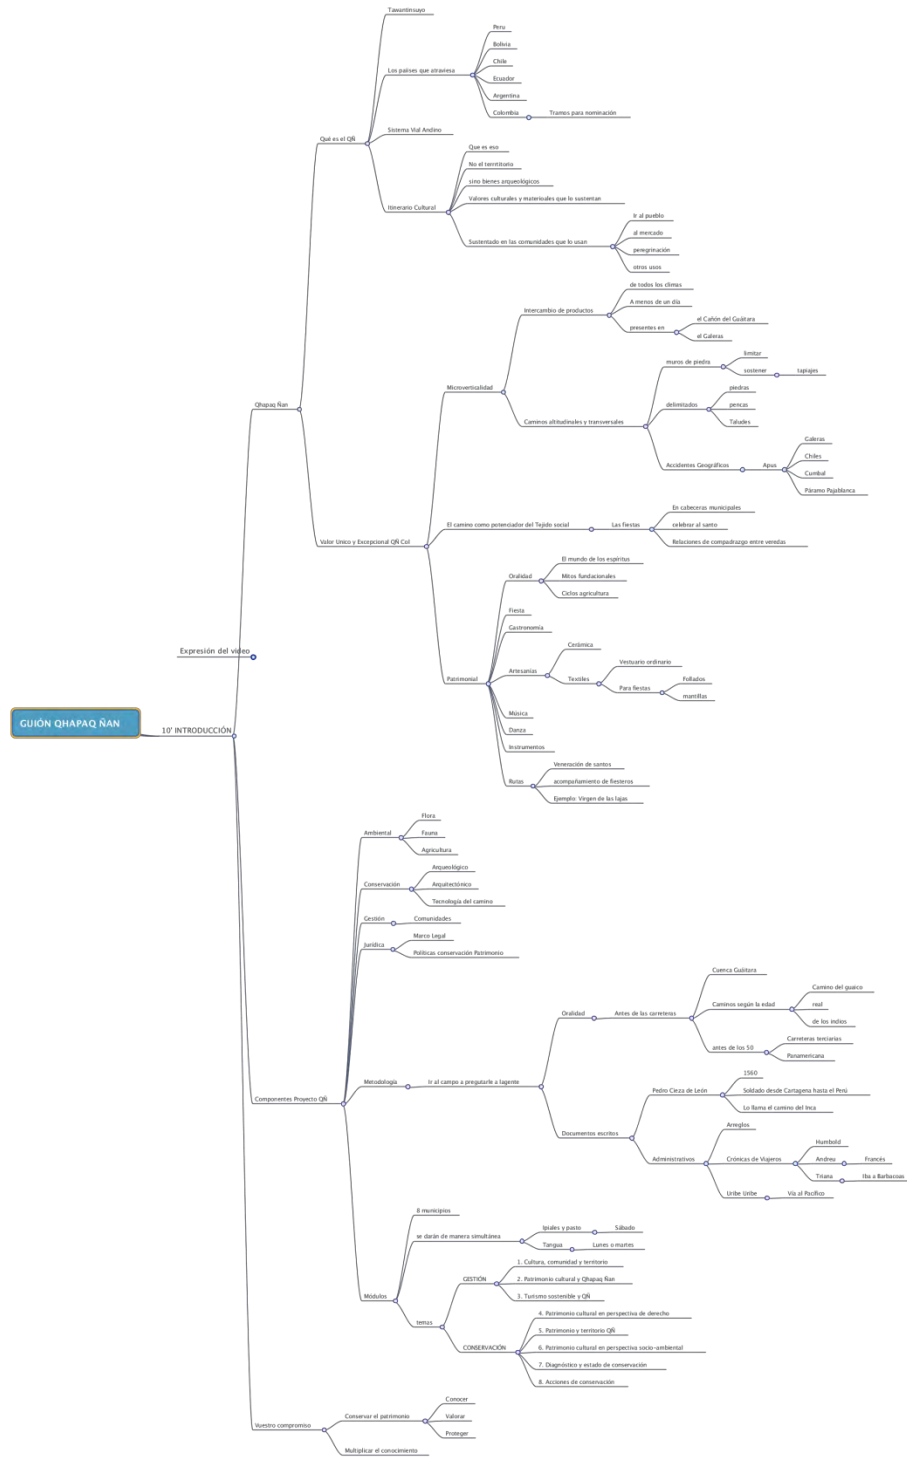 GUIÓN QHAPAQ ÑAN
Expresión del video
10' INTRODUCCIÓN
Qhapaq Ñan
Qué es el QÑ
Tawantinsuyo
Los países que atraviesa
Peru
Bolivia
Chile
Ecuador
Argentina
Colombia
Tramos para nominación
Sistema Vial Andino
Itinerario Cultural
Que es eso
No el terrritorio
sino bienes arqueológicos
Valores culturales y materioales que lo sustentan
Sustentado en las comunidades que lo usan
Ir al pueblo
al mercado
peregrinación
otros usos
Valor Unico y Excepcional QÑ Col
Microverticalidad
Intercambio de productos
de todos los climas
A menos de un día
presentes en
el Cañón del Guáitara
el Galeras
Caminos altitudinales y transversales
muros de piedra
limitar
sostener
tapiajes
delimitados
piedras
pencas
Taludes
Accidentes Geográficos
Apus
Galeras
Chiles
Cumbal
Páramo Pajablanca
El camino como potenciador del Tejido social
Las fiestas
En cabeceras municipales
celebrar al santo
Relaciones de compadrazgo entre veredas
Patrimonial
Oralidad
El mundo de los espíritus
Mitos fundacionales
Ciclos agricultura
Fiesta
Gastronomía
Artesanías
Cerámica
Textiles
Vestuario ordinario
Para fiestas
Follados
mantillas
Música
Danza
Instrumentos
Rutas
Veneración de santos
acompañamiento de fiesteros
Ejemplo: Virgen de las lajas
Componentes Proyecto QÑ
Ambiental
Flora
Fauna
Agricultura
Conservación
Arqueológico
Arquitectónico
Tecnología del camino
Gestión
Comunidades
Jurídica
Marco Legal
Políticas conservación Patrimonio
Metodología
Ir al campo a pregutarle a lagente
Oralidad
Antes de las carreteras
Cuenca Guáitara
Caminos según la edad
Camino del guaico
real
de los indios
antes de los 50
Carreteras terciarias
Panamericana
Documentos escritos
Pedro Cieza de León
1560
Soldado desde Cartagena hasta el Perú
Lo llama el camino del Inca
Administrativos
Arreglos
Crónicas de Viajeros
Humbold
Andreu
Francés
Triana
Iba a Barbacoas
Uribe Uribe
Vía al Pacífico
Módulos
8 municipios
se darán de manera simultánea
Ipiales y pasto
Sábado
Tangua
Lunes o martes
temas
GESTIÓN
1. Cultura, comunidad y territorio
2. Patrimonio cultural y Qhapaq Ñan
3. Turismo sostenible y QÑ
CONSERVACIÓN
4. Patrimonio cultural en perspectiva de derecho
5. Patrimonio y territorio QÑ
6. Patrimonio cultural en perspectiva socio-ambiental
7. Diagnóstico y estado de conservación
8. Acciones de conservación
Vuestro compromiso
Conservar el patrimonio
Conocer
Valorar
Proteger
Multiplicar el conocimiento